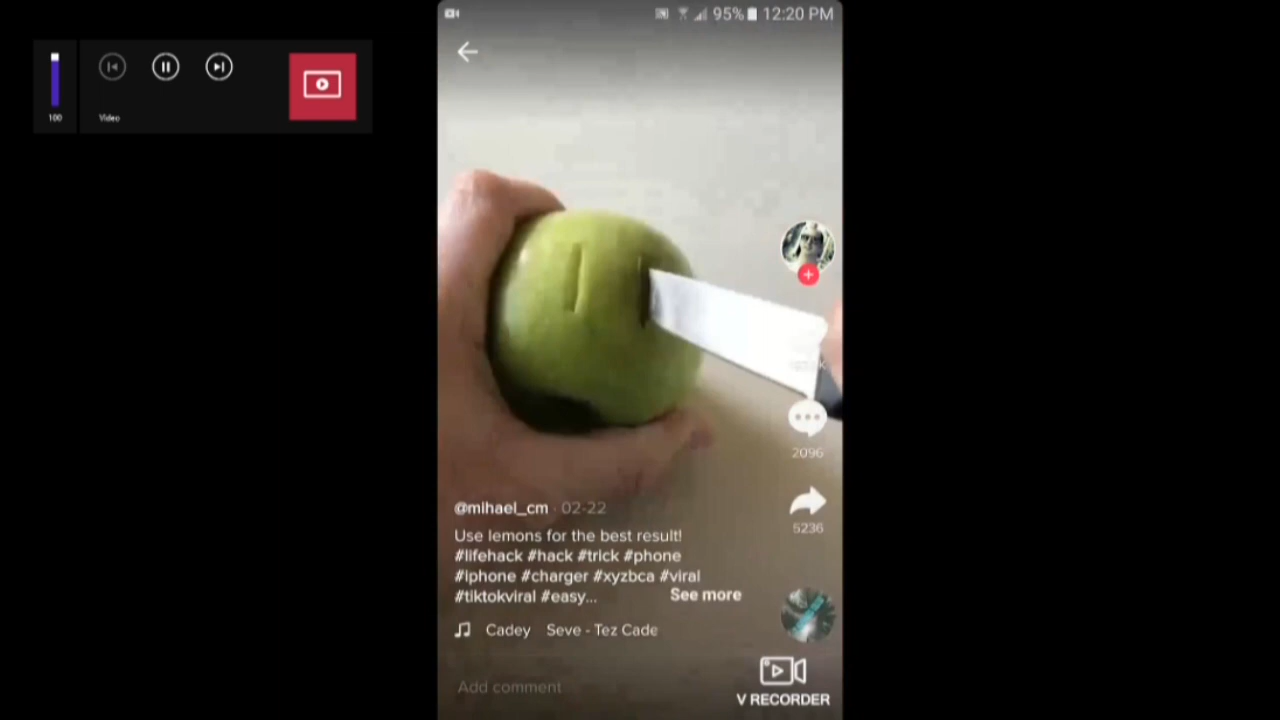 95% 12:20 PM
100
Video
@mihael_cm · 02-22
2096
5236
Use lemons for the best result!
#lifehack #hack #trick #phone
#iphone #charger #xyzbca #viral
#tiktokviral #easy...
See more
Cadey Seve - Tez Cade
Add comment
V RECORDER